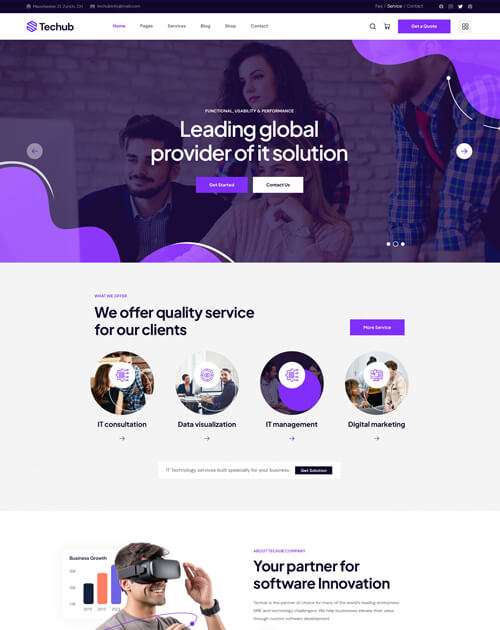 Manchester 21, Zurich, CH
techubinfo@mail.com
Fax / Service / Contact
Techub
Home
Pages
Services
Blog
Shop
Contact
Get a Quote
FUNCTIONAL, USABILITY & PERFORMANCE
Leading global
provider of it solution
Get Started
Contact Us
WHAT WE OFFER
We offer quality service
for our clients
More Service
IT consultation
Data visualization
IT management
Digital marketing
IT Technology services built speecially for your business.
Get Solution
Business Growth
30k
20k
10k
2015
2022
ABOUT TECHUB COMPANY
Your partner for
software Innovation
Techub is the partner of choice for many of the world's leading enterprises
SME and technology challengers. We help businesses elevate their value
through custom software development